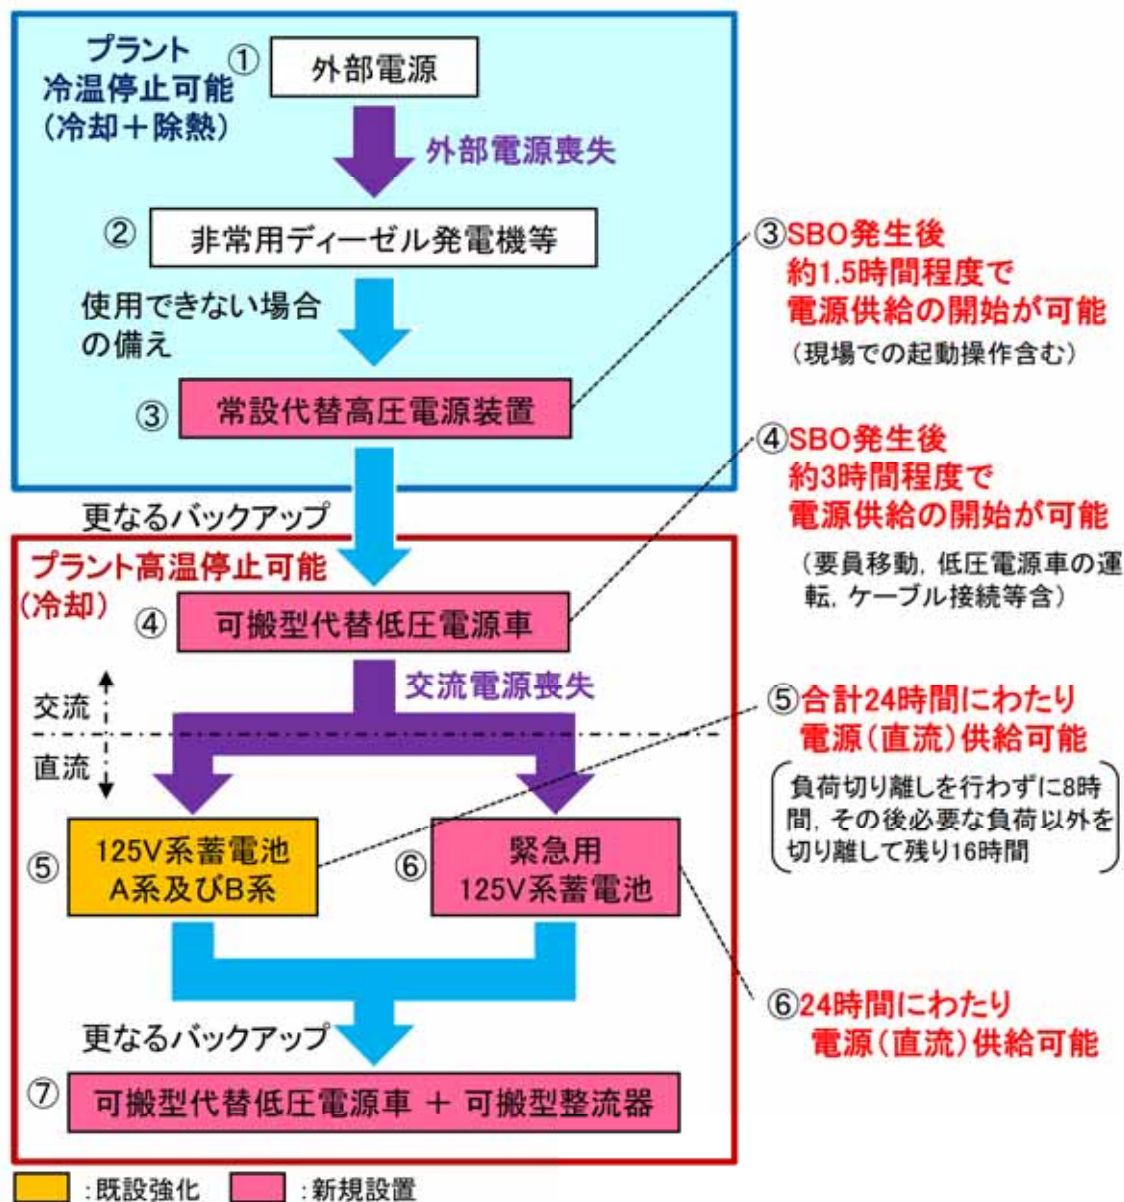 プラント
冷温停止可能
（冷却＋除熱）
①
外部電源
外部電源喪失
②
非常用ディーゼル発電機等
使用できない場合
の備え
③
常設代替高圧電源装置
③SBO発生後
約1.5時間程度で
電源供給の開始が可能
（現場での起動操作含む）
更なるバックアップ
プラント高温停止可能
（冷却）
④
可搬型代替低圧電源車
④SBO発生後
約3時間程度で
電源供給の開始が可能
（要員移動，低圧電源車の運
転，ケーブル接続等含）
交流電源喪失
交流
直流
⑤
125V系蓄電池
A系及びB系
⑥
緊急用
125V系蓄電池
⑤合計24時間にわたり
電源（直流）供給可能
負荷切り離しを行わずに8時
間，その後必要な負荷以外を
切り離して残り16時間
⑥24時間にわたり
電源（直流）供給可能
更なるバックアップ
⑦
可搬型代替低圧電源車 ＋ 可搬型整流器
：既設強化
：新規設置